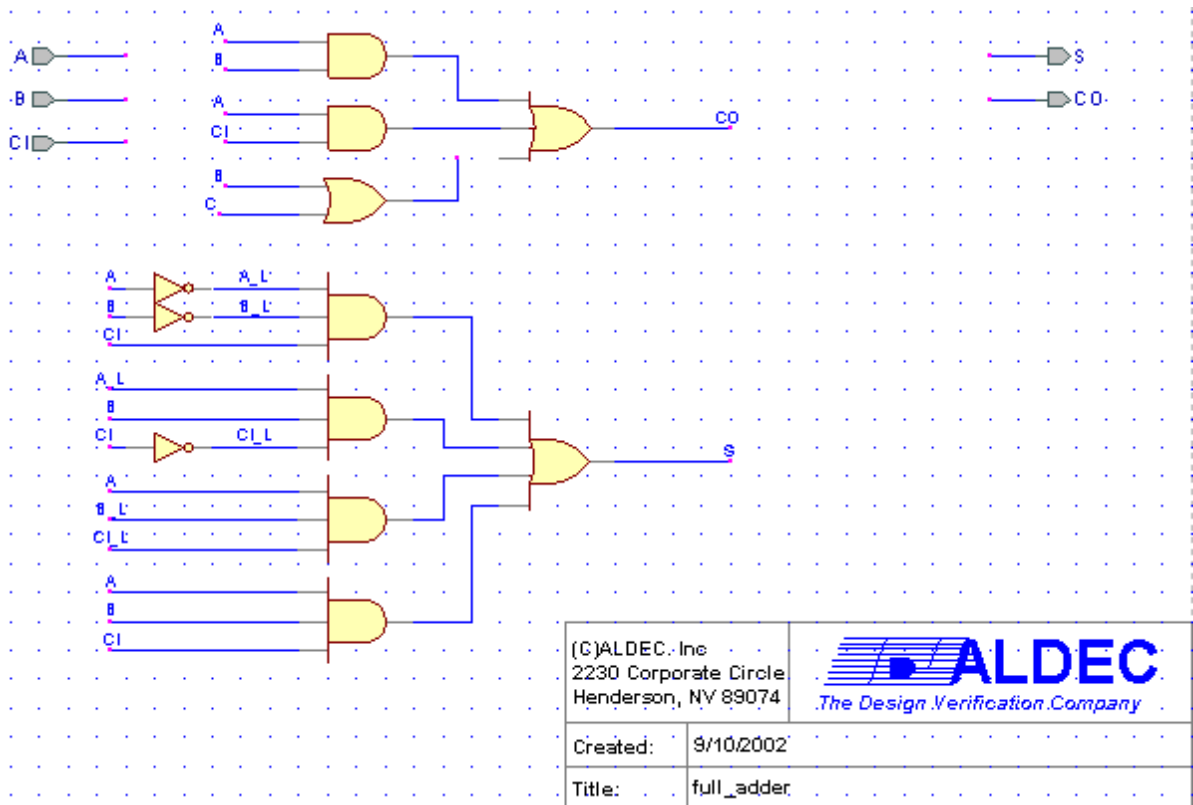 A
B
CI
A
B
A
CI
B
C
CO
S
CO
A
A_L
B
B_L
CI
A_L
B
CI
CI_L
A
B_L
CI_L
A
B
CI
S
(C)ALDEC. Inc
2230 Corporate Circle
Henderson, NV 89074
ALDEC
The Design Verification Company
Created: 9/10/2002
Title: full_adder